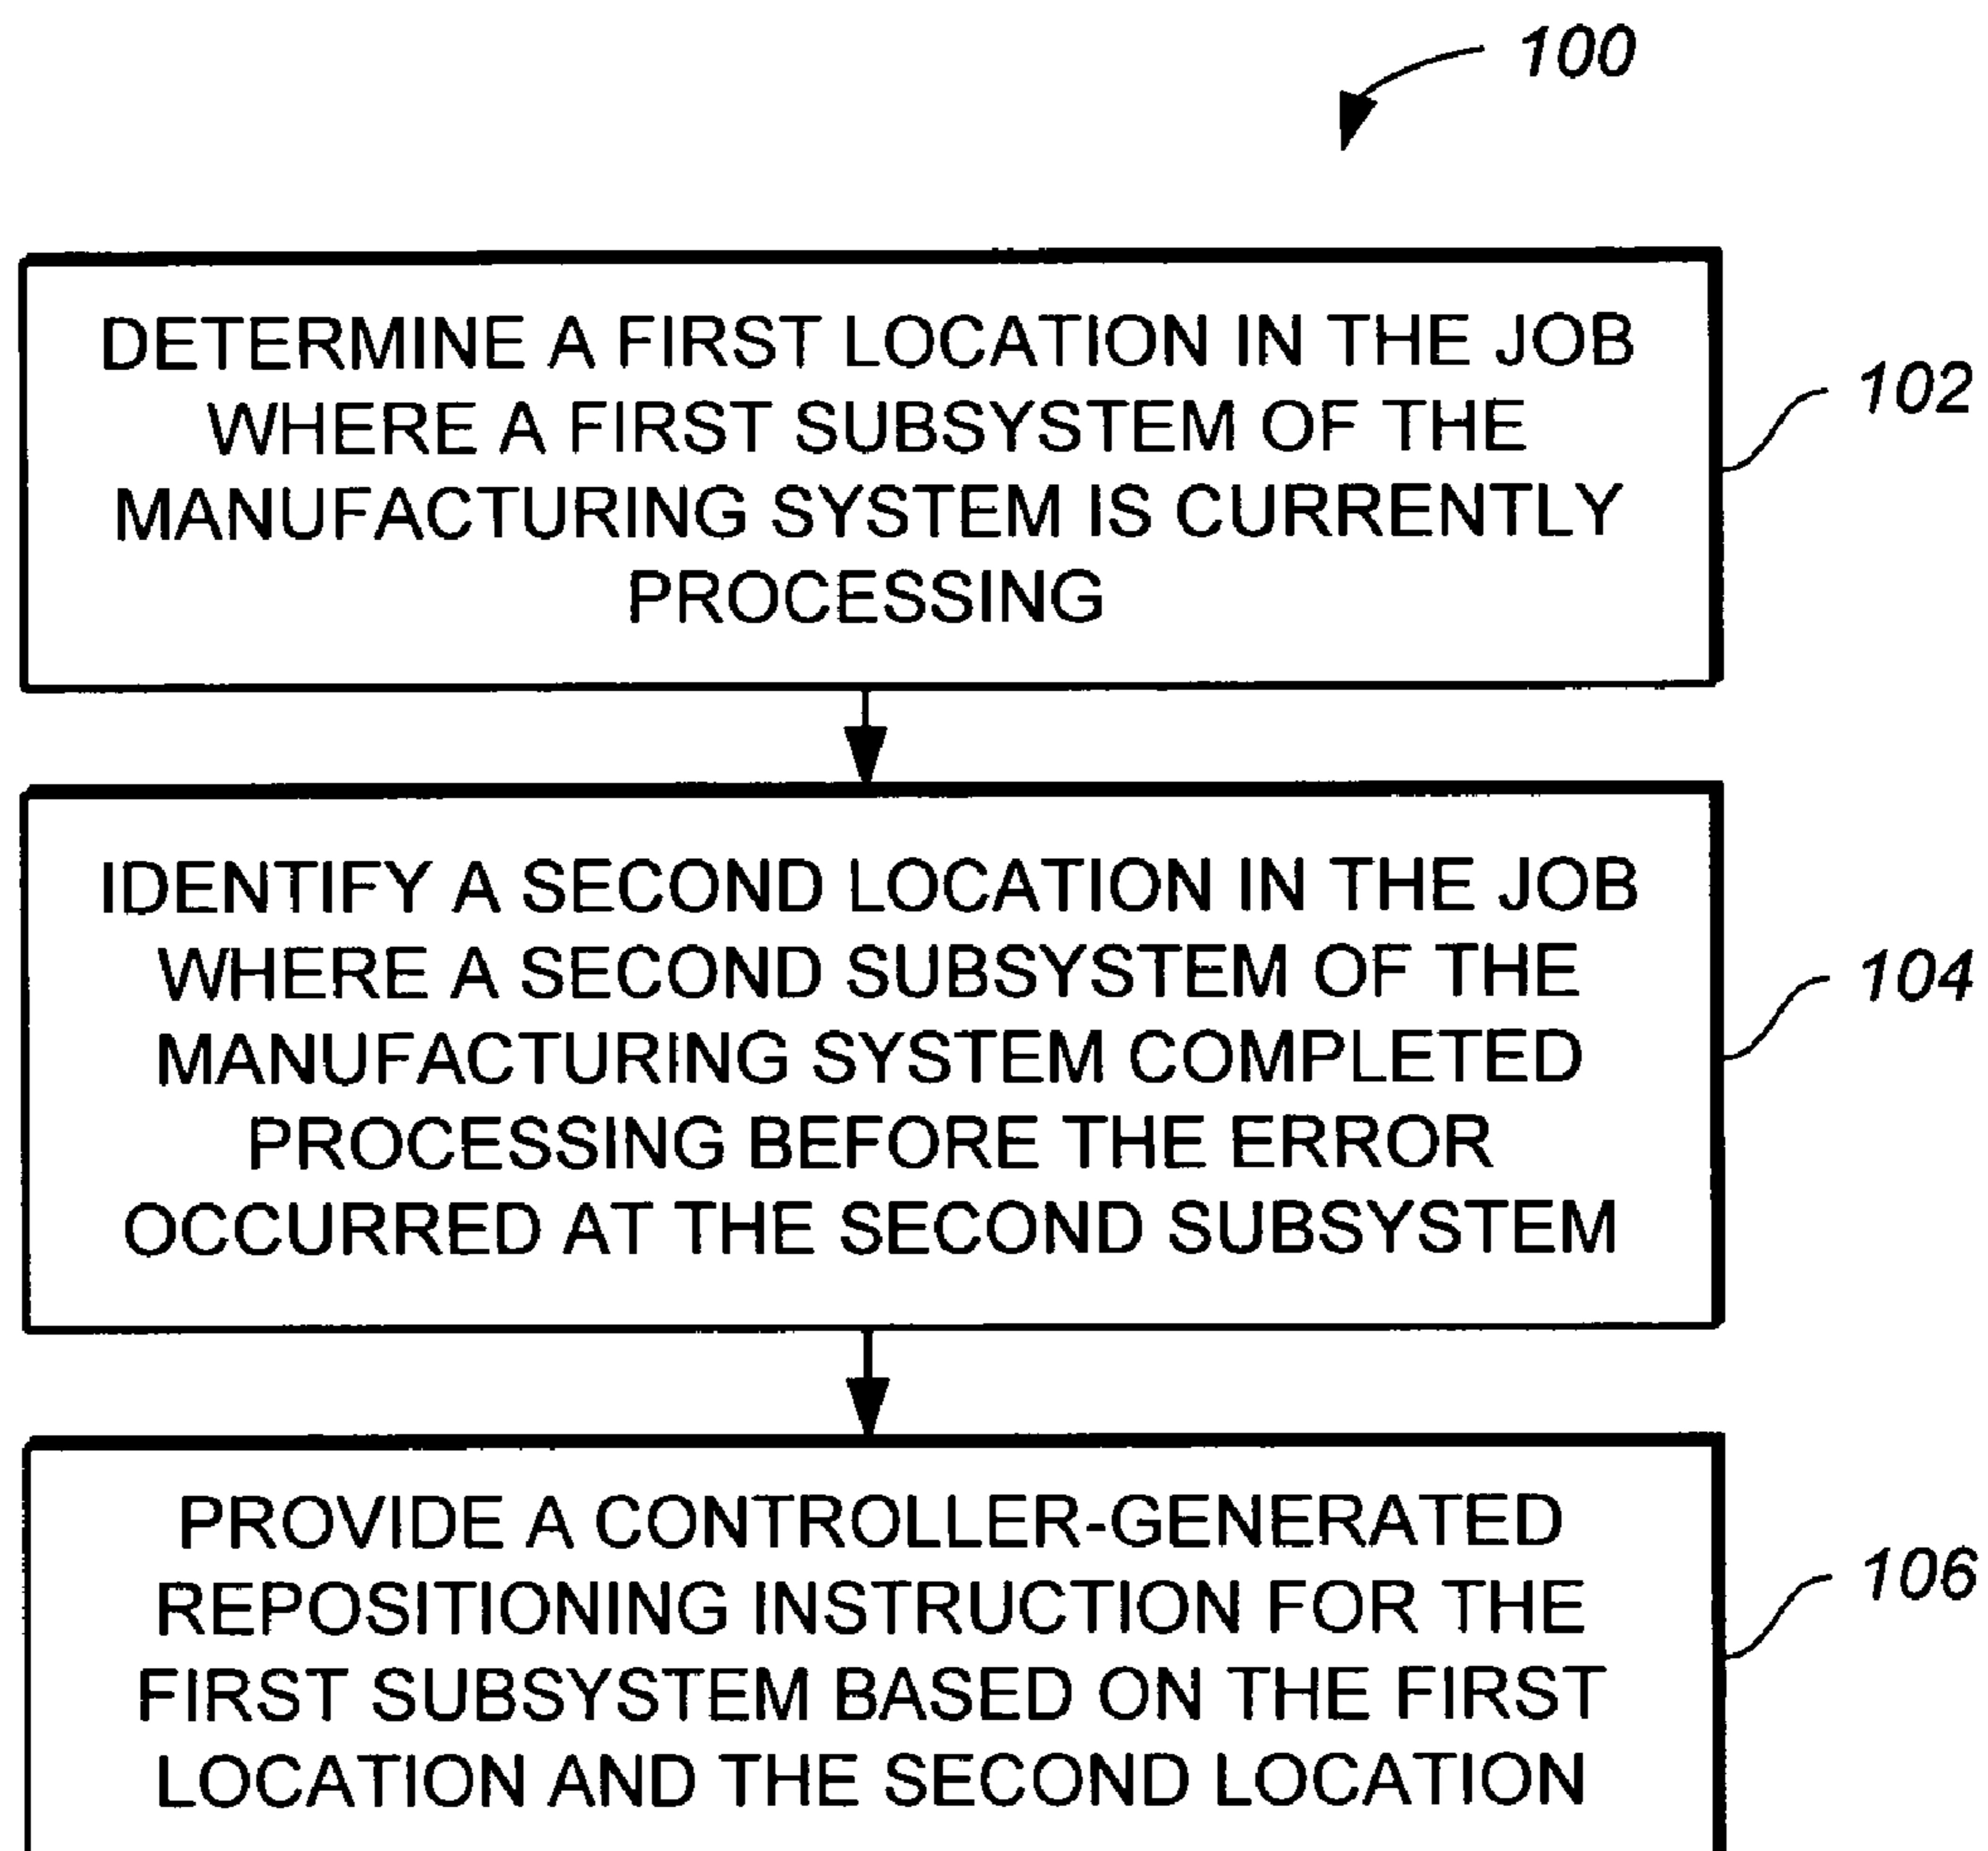 100
DETERMINE A FIRST LOCATION IN THE JOB
WHERE A FIRST SUBSYSTEM OF THE
MANUFACTURING SYSTEM IS CURRENTLY
PROCESSING
102
IDENTIFY A SECOND LOCATION IN THE JOB
WHERE A SECOND SUBSYSTEM OF THE
MANUFACTURING SYSTEM COMPLETED
PROCESSING BEFORE THE ERROR
OCCURRED AT THE SECOND SUBSYSTEM
104
PROVIDE A CONTROLLER-GENERATED
REPOSITIONING INSTRUCTION FOR THE
FIRST SUBSYSTEM BASED ON THE FIRST
LOCATION AND THE SECOND LOCATION
106